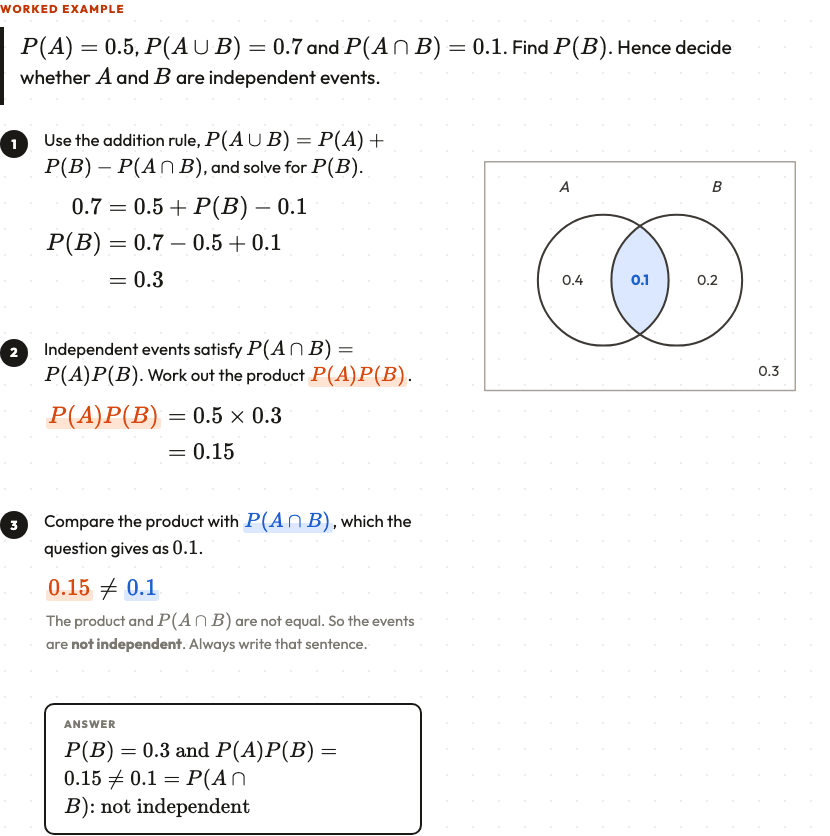 WORKED EXAMPLE
P(A) = 0.5, P(A ∪ B) = 0.7 and P(A ∩ B) = 0.1. Find P(B). Hence decide
whether A and B are independent events.
1
Use the addition rule, P(A ∪ B) = P(A) +
P(B) − P(A ∩ B), and solve for P(B).
0.7 = 0.5 + P(B) − 0.1
P(B) = 0.7 − 0.5 + 0.1
= 0.3
A B
0.4 0.1 0.2
0.3
2
Independent events satisfy P(A ∩ B) =
P(A)P(B). Work out the product P(A)P(B).
P(A)P(B) = 0.5 × 0.3
= 0.15
3
Compare the product with P(A ∩ B), which the
question gives as 0.1.
0.15 ≠ 0.1
The product and P(A ∩ B) are not equal. So the events
are not independent. Always write that sentence.
ANSWER
P(B) = 0.3 and P(A)P(B) =
0.15 ≠ 0.1 = P(A ∩
B): not independent